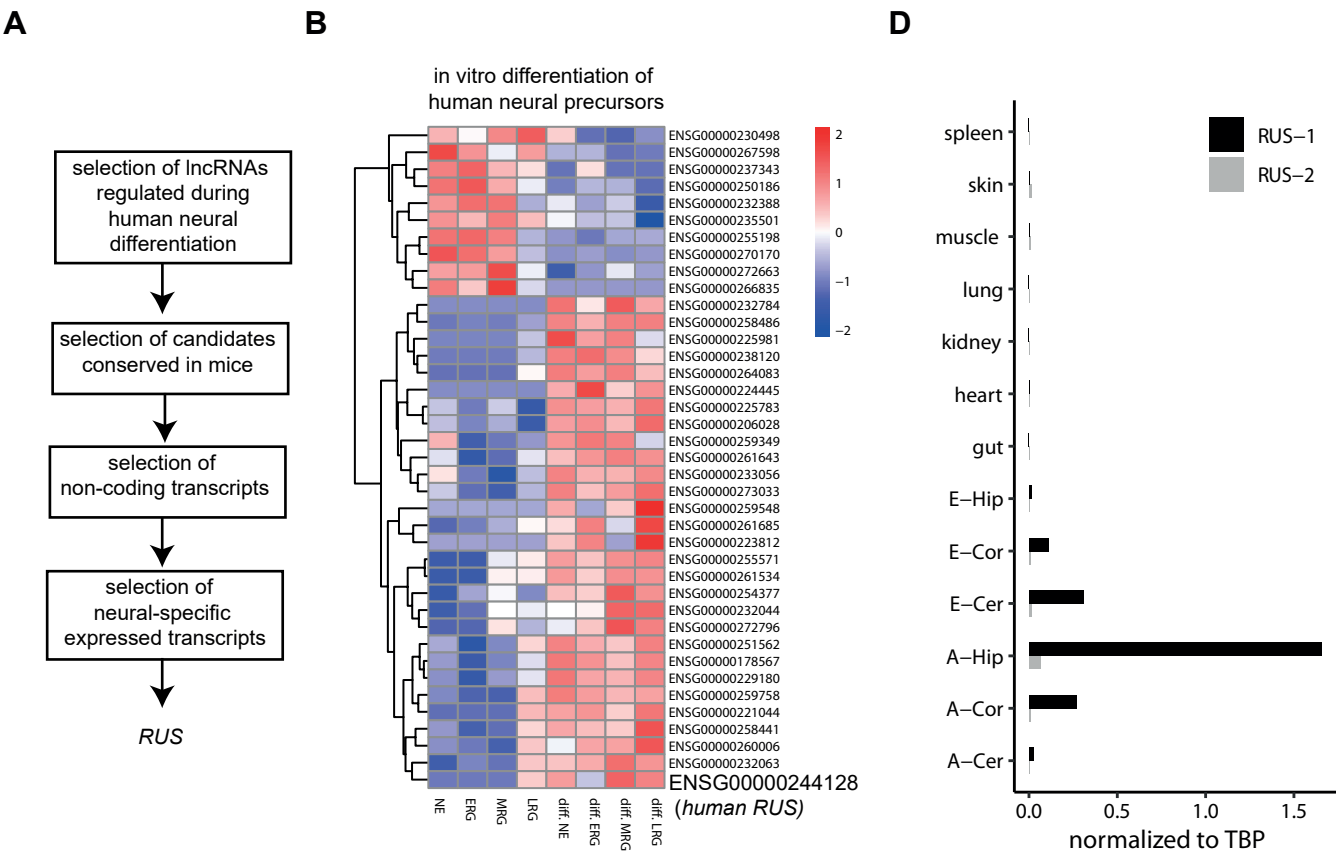 A
selection of lncRNAs
regulated during
human neural
differentiation
selection of candidates
conserved in mice
selection of
non-coding transcripts
selection of
neural-specific
expressed transcripts
RUS
B
in vitro differentiation of
human neural precursors
ENSG00000230498
ENSG00000267598
ENSG00000237343
ENSG00000250186
ENSG00000232388
ENSG00000235501
ENSG00000255198
ENSG00000270170
ENSG00000272663
ENSG00000266835
ENSG00000232784
ENSG00000258486
ENSG00000225981
ENSG00000238120
ENSG00000264083
ENSG00000224445
ENSG00000225783
ENSG00000206028
ENSG00000259349
ENSG00000261643
ENSG00000233056
ENSG00000273033
ENSG00000259548
ENSG00000261685
ENSG00000223812
ENSG00000255571
ENSG00000261534
ENSG00000254377
ENSG00000232044
ENSG00000272796
ENSG00000251562
ENSG00000178567
ENSG00000229180
ENSG00000259758
ENSG00000221044
ENSG00000258441
ENSG00000260006
ENSG00000232063
ENSG00000244128
(human RUS)
NE
ERG
MRG
LRG
diff. NE
diff. ERG
diff. MRG
diff. LRG
2
1
0
−1
−2
D
RUS−1
RUS−2
spleen
skin
muscle
lung
kidney
heart
gut
E−Hip
E−Cor
E−Cer
A−Hip
A−Cor
A−Cer
0.0 0.5 1.0 1.5
normalized to TBP